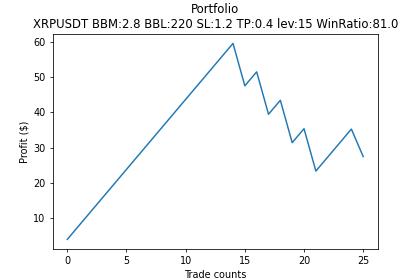 Portfolio
XRPUSDT BBM:2.8 BBL:220 SL:1.2 TP:0.4 lev:15 WinRatio:81.0
60
50
40
30
20
10
Profit ($)
0 5 10 15 20 25
Trade counts